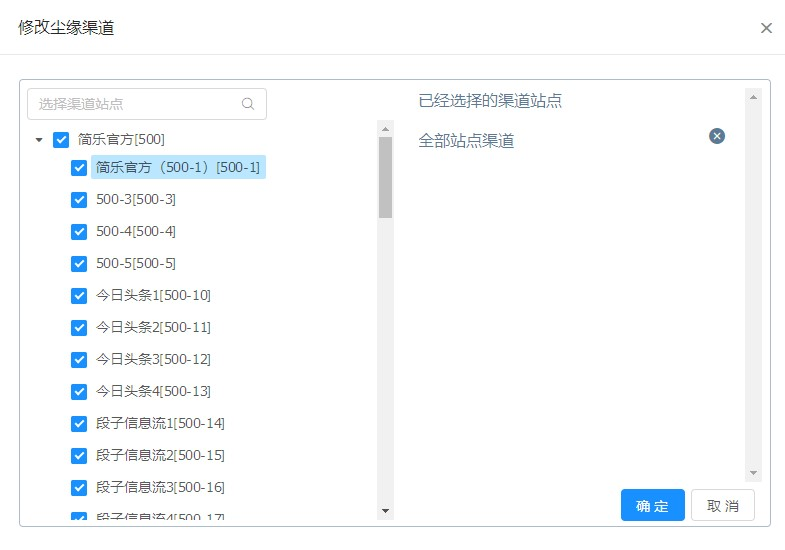 修改尘缘渠道
选择渠道站点
简乐官方[500]
简乐官方（500-1）[500-1]
500-3[500-3]
500-4[500-4]
500-5[500-5]
今日头条1[500-10]
今日头条2[500-11]
今日头条3[500-12]
今日头条4[500-13]
段子信息流1[500-14]
段子信息流2[500-15]
段子信息流3[500-16]
段子信息流4[500-17]
已经选择的渠道站点
全部站点渠道
确 定
取 消